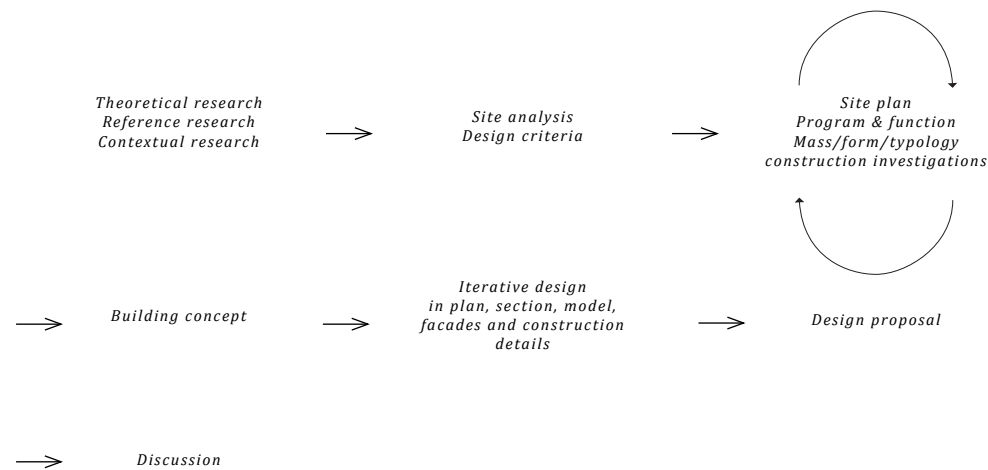 Theoretical research
Reference research
Contextual research
Site analysis
Design criteria
Site plan
Program & function
Mass/form/typology
construction investigations
Building concept
Iterative design
in plan, section, model,
facades and construction
details
Design proposal
Discussion